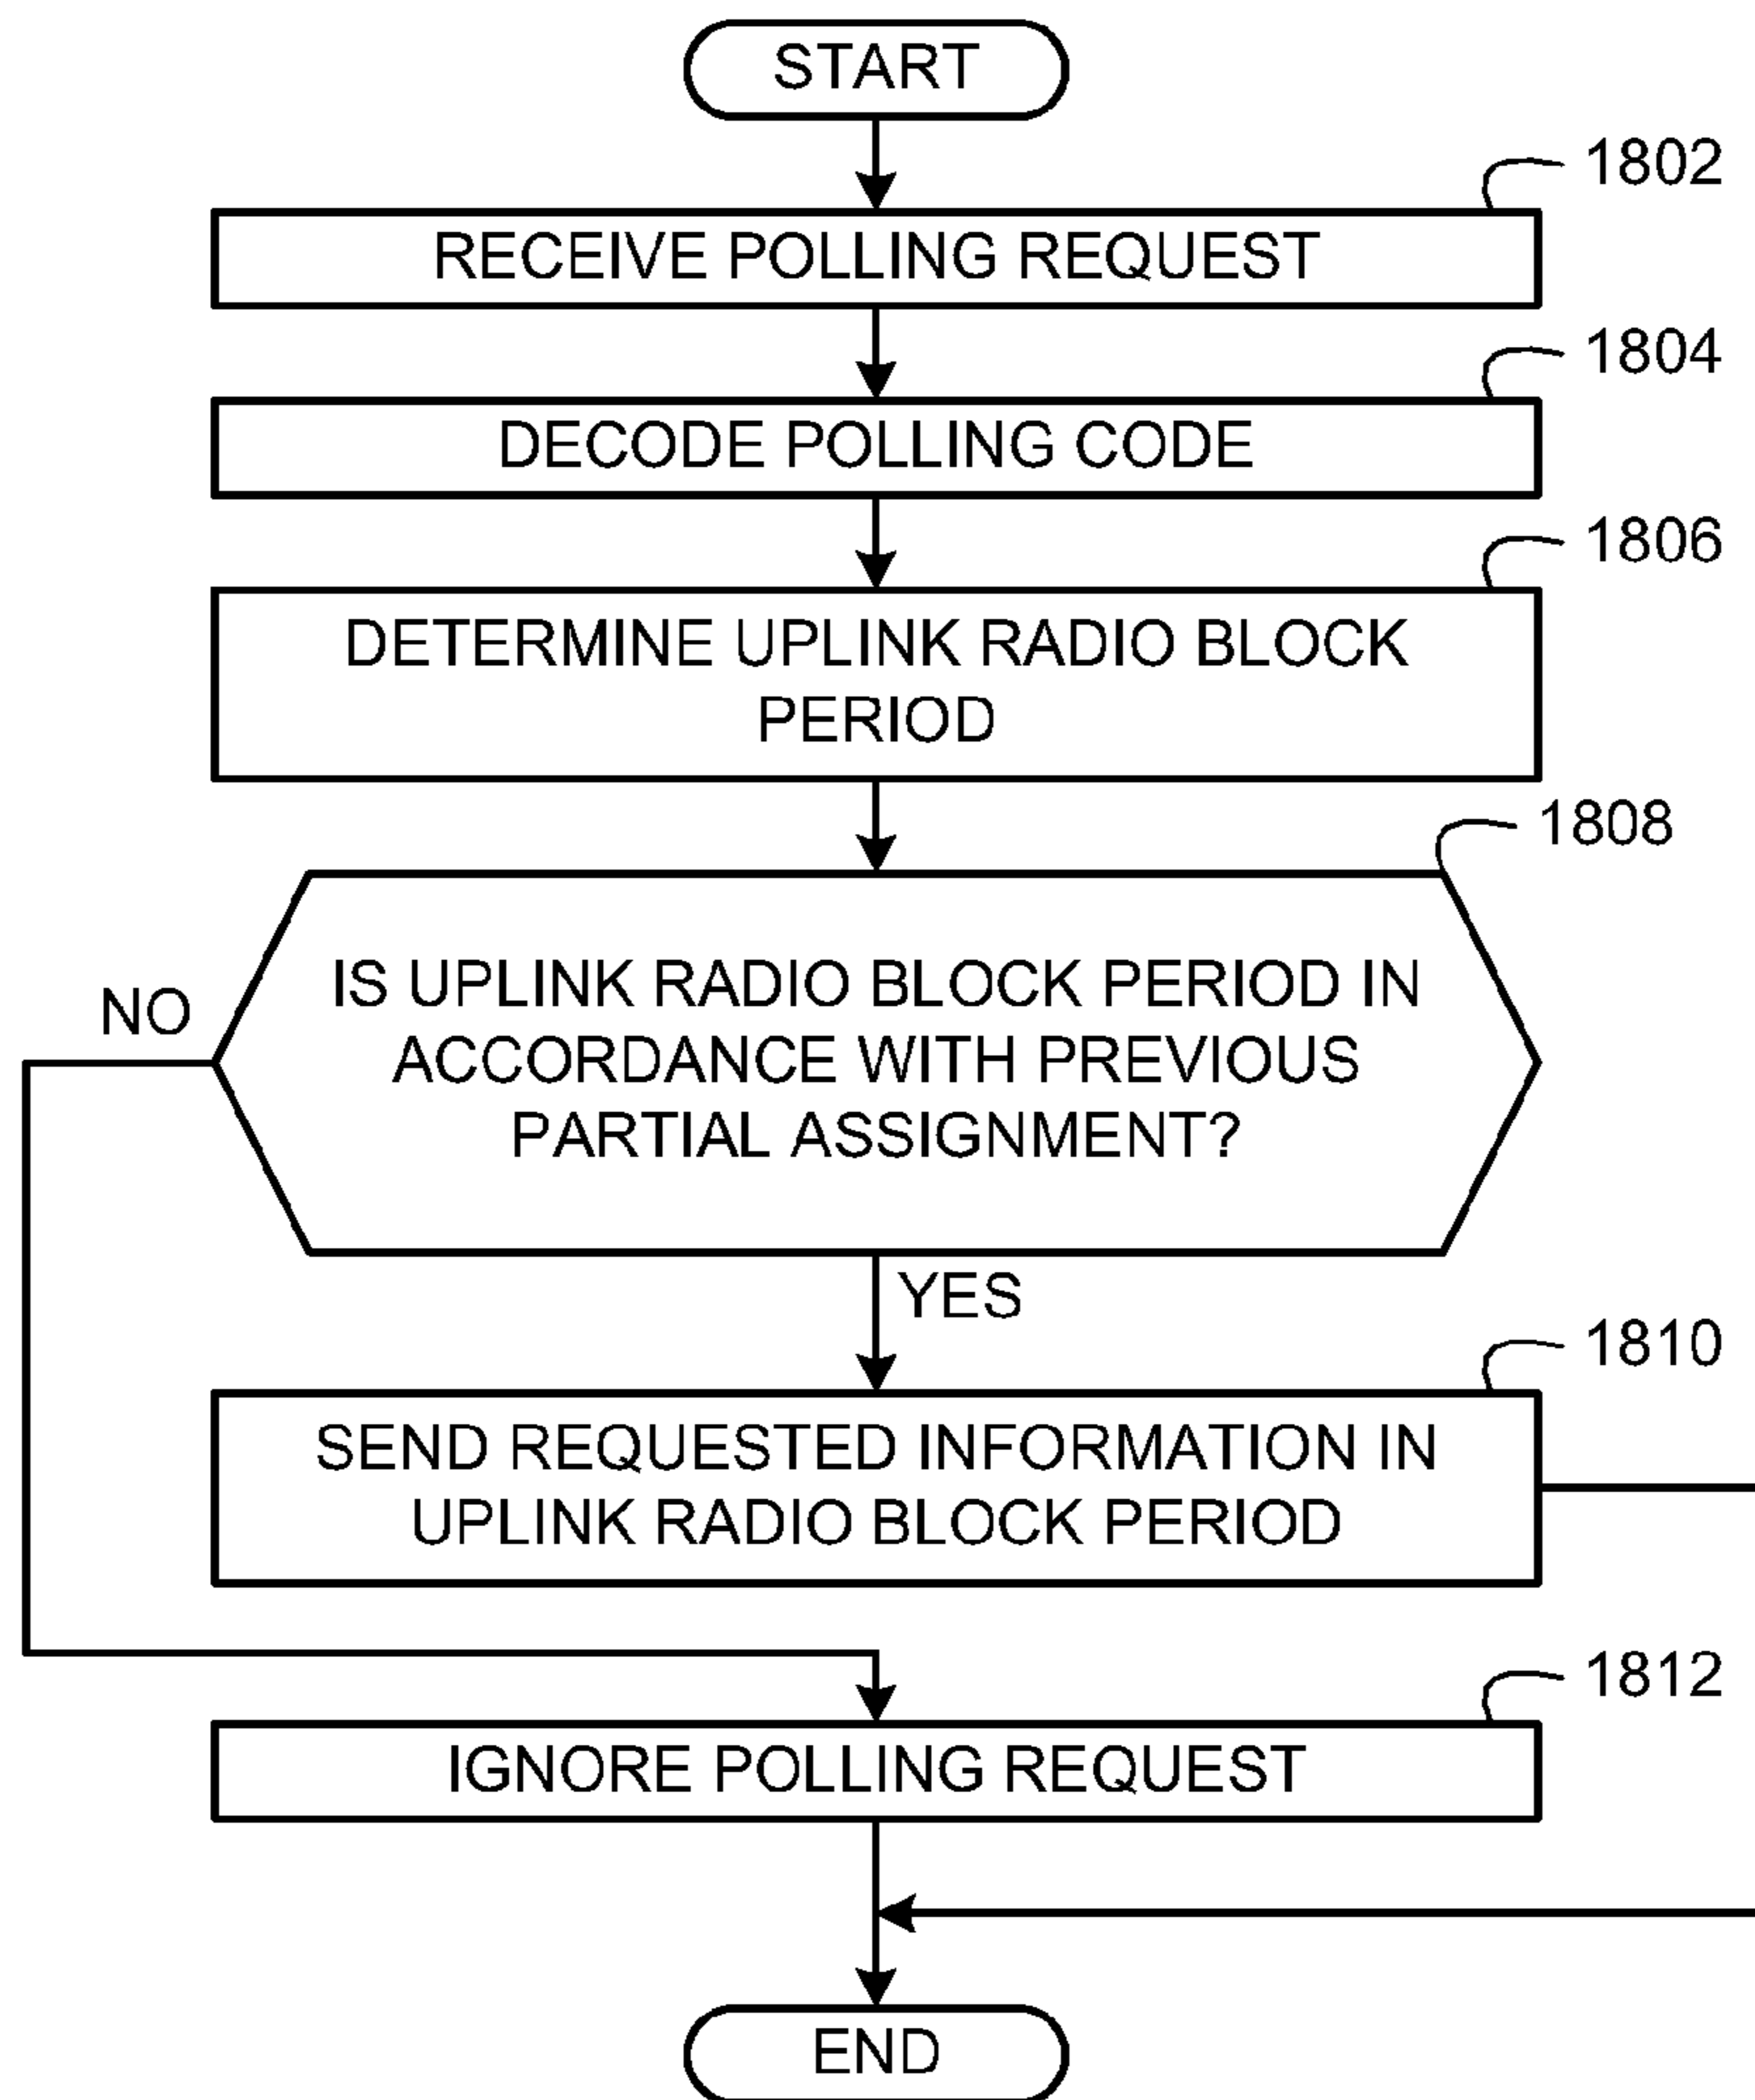 START
1802
RECEIVE POLLING REQUEST
1804
DECODE POLLING CODE
1806
DETERMINE UPLINK RADIO BLOCK
PERIOD
1808
IS UPLINK RADIO BLOCK PERIOD IN
ACCORDANCE WITH PREVIOUS
PARTIAL ASSIGNMENT?
NO
YES
1810
SEND REQUESTED INFORMATION IN
UPLINK RADIO BLOCK PERIOD
1812
IGNORE POLLING REQUEST
END